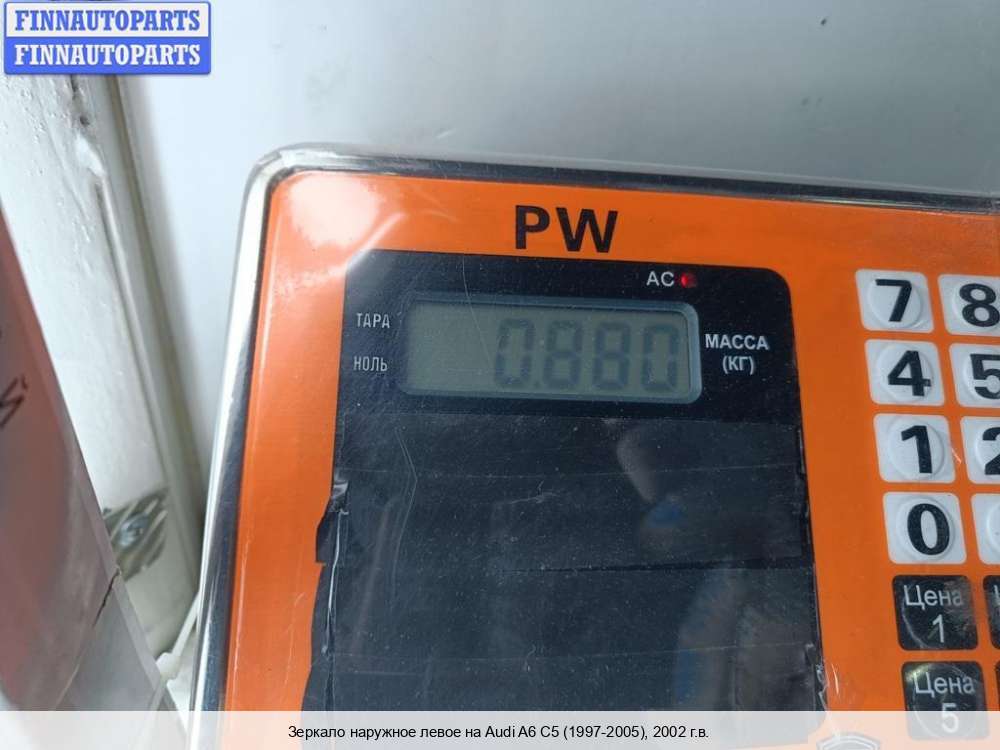 FINNAUTOPARTS
FINNAUTOPARTS
PW
AC
ТАРА
НОЛЬ
0.880
МАССА
(КГ)
7 8
4 5
1 2
0
Цена
1
Цена
5
Зеркало наружное левое на Audi A6 C5 (1997-2005), 2002 г.в.